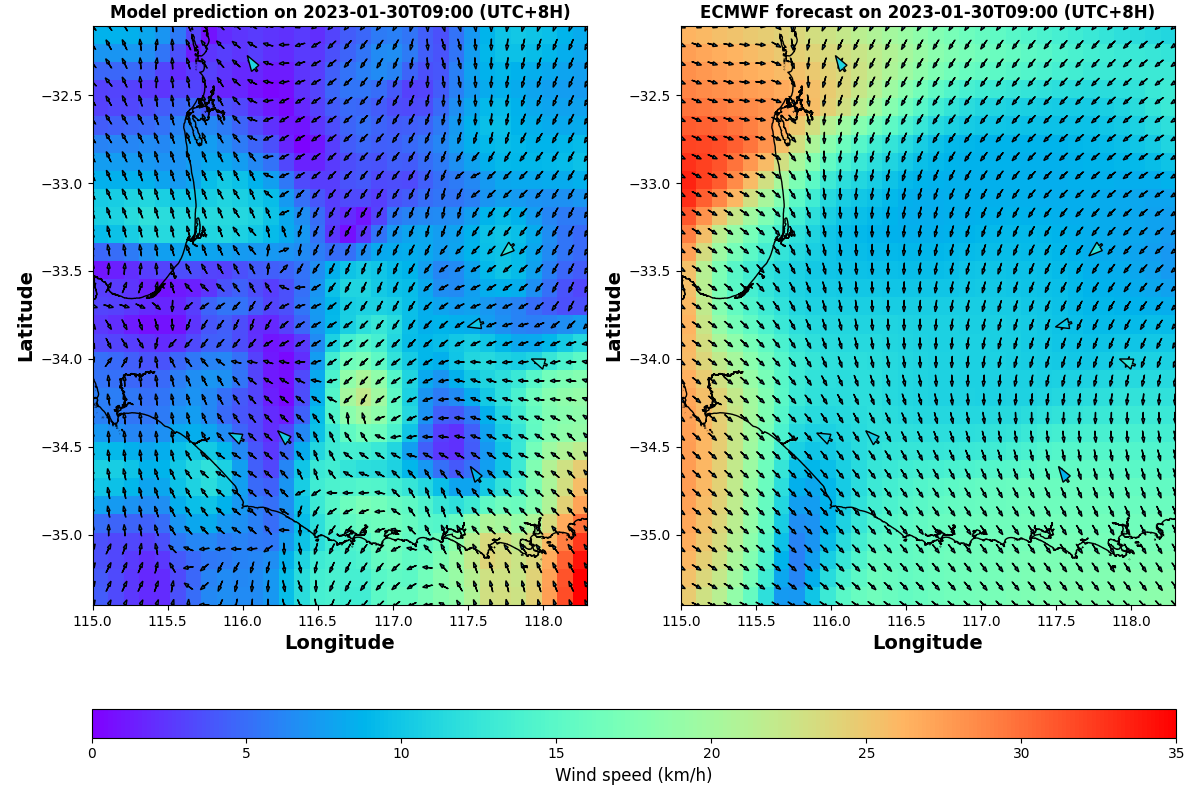 Model prediction on 2023-01-30T09:00 (UTC+8H)
ECMWF forecast on 2023-01-30T09:00 (UTC+8H)
−32.5
−33.0
−33.5
−34.0
−34.5
−35.0
Latitude
115.0 115.5 116.0 116.5 117.0 117.5 118.0
Longitude
−32.5
−33.0
−33.5
−34.0
−34.5
−35.0
Latitude
115.0 115.5 116.0 116.5 117.0 117.5 118.0
Longitude
0 5 10 15 20 25 30 35
Wind speed (km/h)